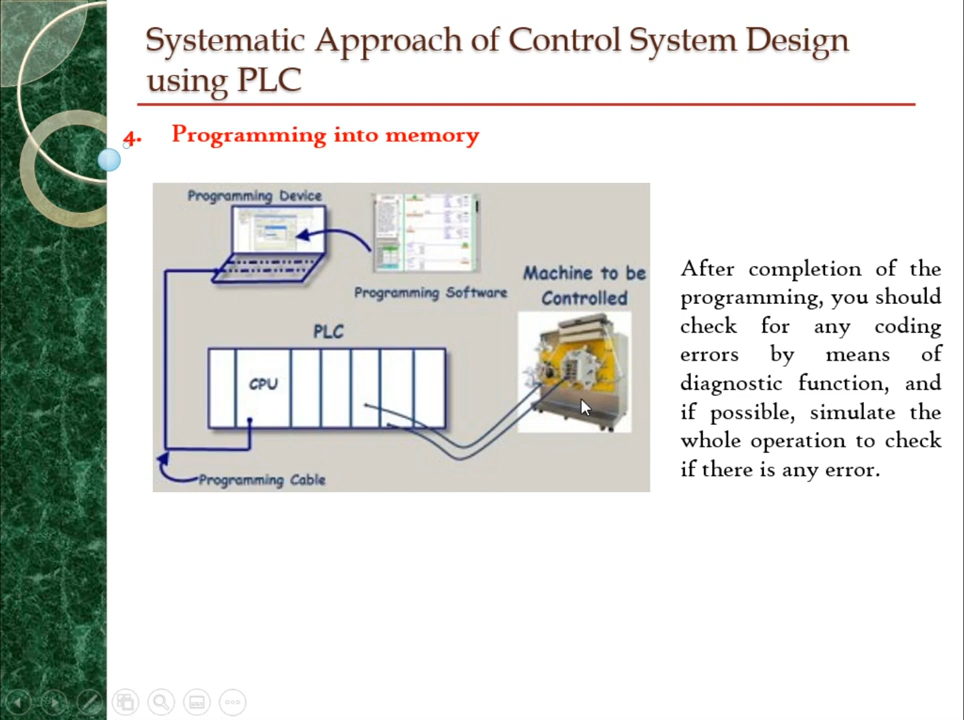 Systematic Approach of Control System Design
using PLC
4. Programming into memory
Programming Device
Programming Software
Machine to be
Controlled
PLC
CPU
Programming Cable
After completion of the
programming, you should
check for any coding
errors by means of
diagnostic function, and
if possible, simulate the
whole operation to check
if there is any error.